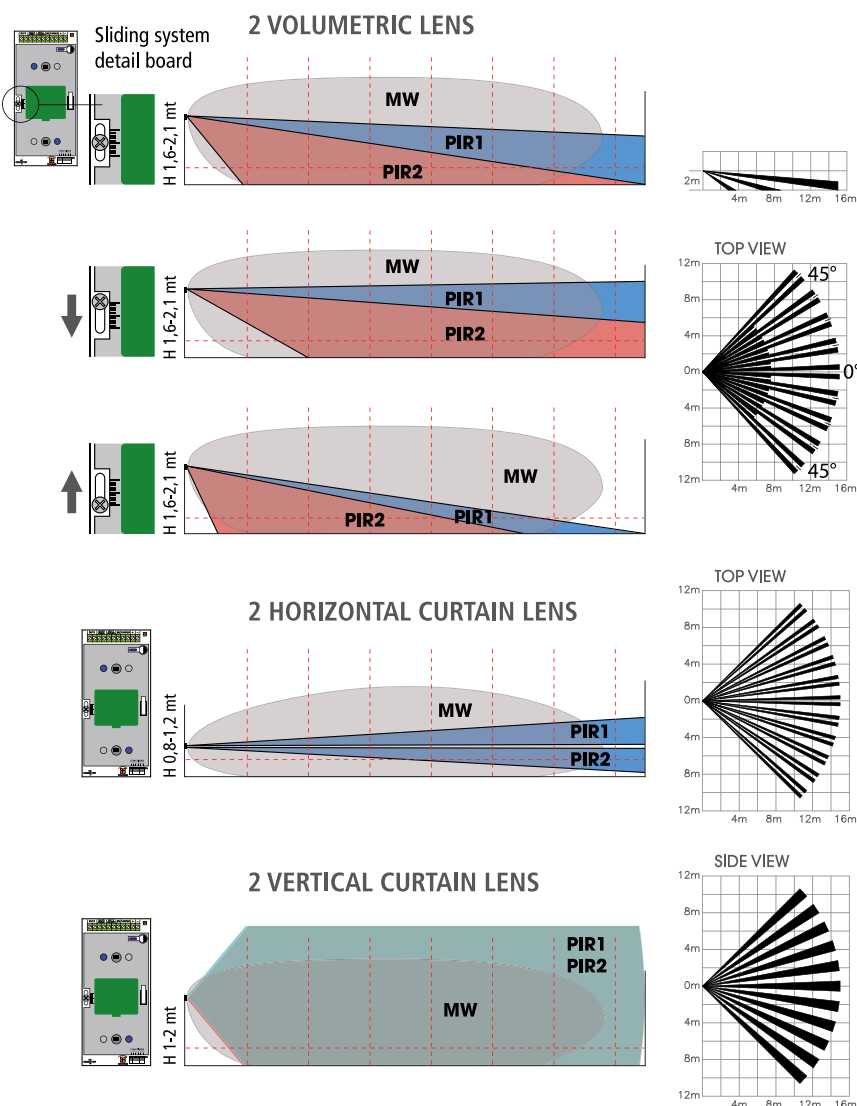 2 VOLUMETRIC LENS
Sliding system
detail board
H 1,6-2,1 mt
MW
PIR1
PIR2
2m
4m 8m 12m 16m
H 1,6-2,1 mt
MW
PIR1
PIR2
TOP VIEW
12m
8m
4m
0m
4m
8m
12m
45°
0°
45°
4m 8m 12m 16m
H 1,6-2,1 mt
MW
PIR1
PIR2
2 HORIZONTAL CURTAIN LENS
H 0,8-1,2 mt
MW
PIR1
PIR2
TOP VIEW
12m
8m
4m
0m
4m
8m
12m
4m 8m 12m 16m
2 VERTICAL CURTAIN LENS
H 1-2 mt
PIR1
PIR2
MW
SIDE VIEW
12m
8m
4m
0m
4m
8m
12m
4m 8m 12m 16m